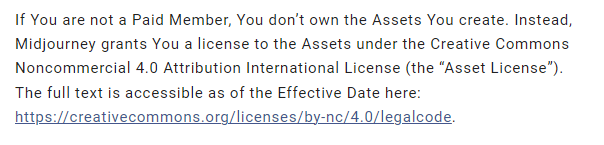 If You are not a Paid Member, You don’t own the Assets You create. Instead,
Midjourney grants You a license to the Assets under the Creative Commons
Noncommercial 4.0 Attribution International License (the “Asset License”).
The full text is accessible as of the Effective Date here:
https://creativecommons.org/licenses/by-nc/4.0/legalcode.